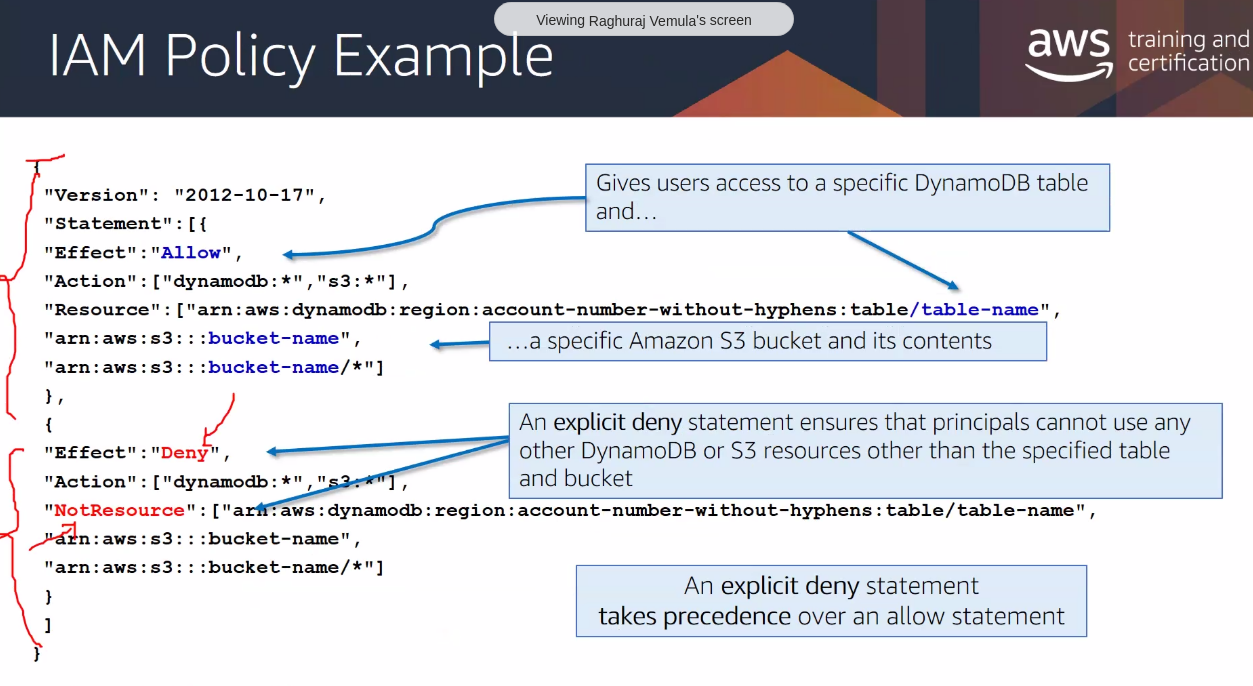 Viewing Raghuraj Vemula's screen
IAM Policy Example
aws training and
certification
{
"Version": "2012-10-17",
"Statement":[{
"Effect":"Allow",
"Action":["dynamodb:*","s3:*"],
"Resource":["arn:aws:dynamodb:region:account-number-without-hyphens:table/table-name",
"arn:aws:s3:::bucket-name",
"arn:aws:s3:::bucket-name/*"]
},
{
"Effect":"Deny",
"Action":["dynamodb:*","s3:*"],
"NotResource":["arn:aws:dynamodb:region:account-number-without-hyphens:table/table-name",
"arn:aws:s3:::bucket-name",
"arn:aws:s3:::bucket-name/*"]
}
]
}
Gives users access to a specific DynamoDB table
and...
...a specific Amazon S3 bucket and its contents
An explicit deny statement ensures that principals cannot use any
other DynamoDB or S3 resources other than the specified table
and bucket
An explicit deny statement
takes precedence over an allow statement